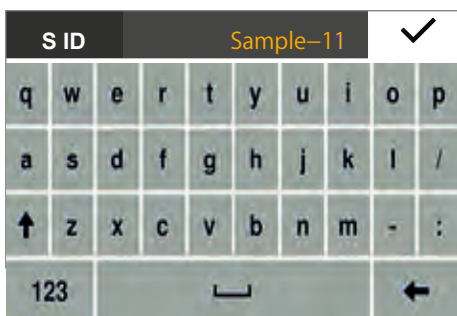 S ID Sample–11
q w e r t y u i o p
a s d f g h j k l /
z x c v b n m - :
123